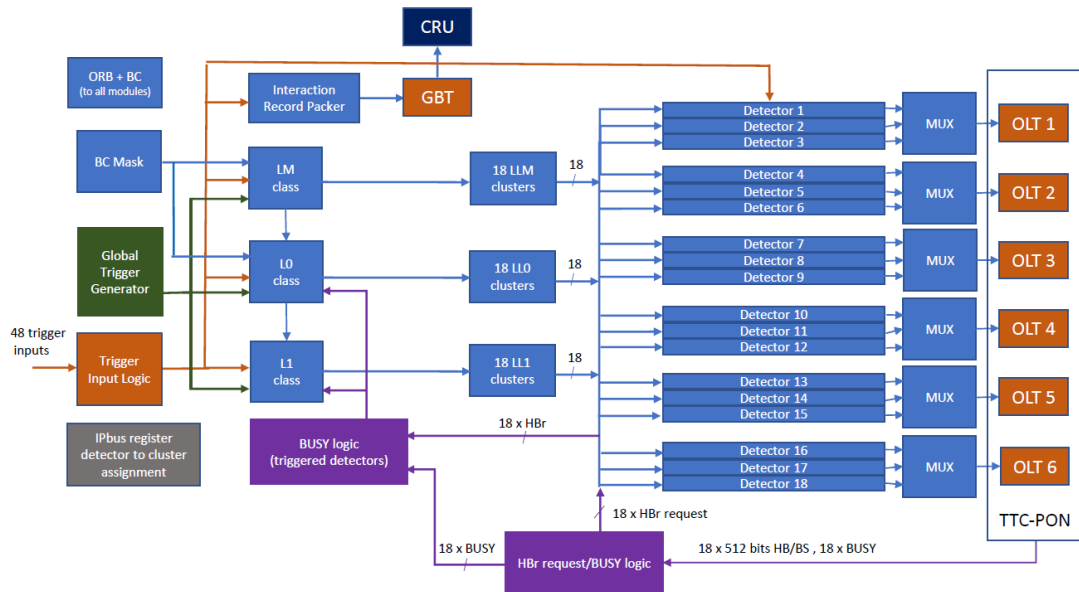 CRU
ORB + BC
(to all modules)
Interaction
Record Packer
GBT
BC Mask
LM
class
18 LLM
clusters
18
Global
Trigger
Generator
L0
class
18 LL0
clusters
18
48 trigger
inputs
Trigger
Input Logic
L1
class
18 LL1
clusters
18
IPbus register
detector to cluster
assignment
BUSY logic
(triggered detectors)
18 x HBr
18 x HBr request
18 x BUSY
HBr request/BUSY logic
18 x 512 bits HB/BS , 18 x BUSY
Detector 1
Detector 2
Detector 3
MUX
OLT 1
Detector 4
Detector 5
Detector 6
MUX
OLT 2
Detector 7
Detector 8
Detector 9
MUX
OLT 3
Detector 10
Detector 11
Detector 12
MUX
OLT 4
Detector 13
Detector 14
Detector 15
MUX
OLT 5
Detector 16
Detector 17
Detector 18
MUX
OLT 6
TTC-PON